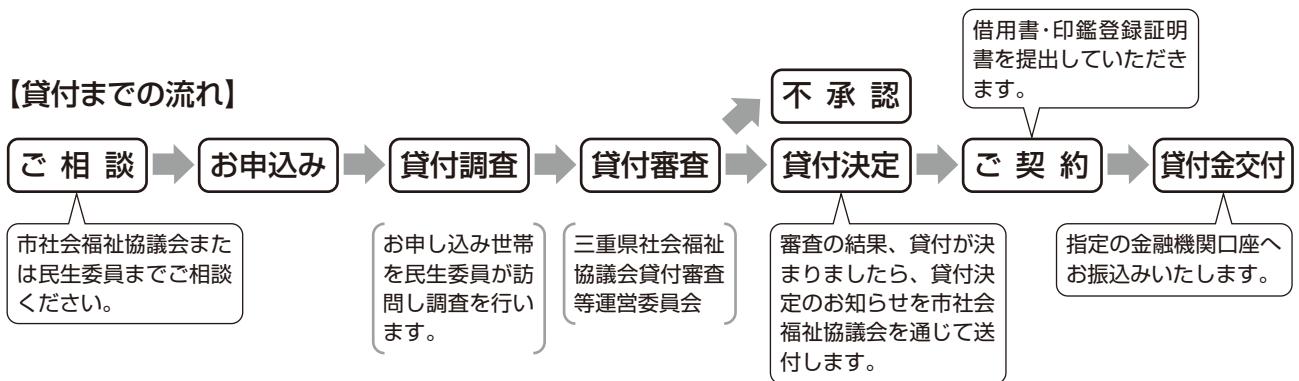 【貸付までの流れ】
ご相談
市社会福祉協議会また
は民生委員までご相談
ください。
お申込み
貸付調査
お申し込み世帯
を民生委員が訪
問し調査を行い
ます。
貸付審査
三重県社会福祉
協議会貸付審査
等運営委員会
不承認
貸付決定
審査の結果、貸付が決
まりましたら、貸付決
定のお知らせを市社会
福祉協議会を通じて送
付します。
ご契約
借用書・印鑑登録証明
書を提出していただき
ます。
貸付金交付
指定の金融機関口座へ
お振込みいたします。